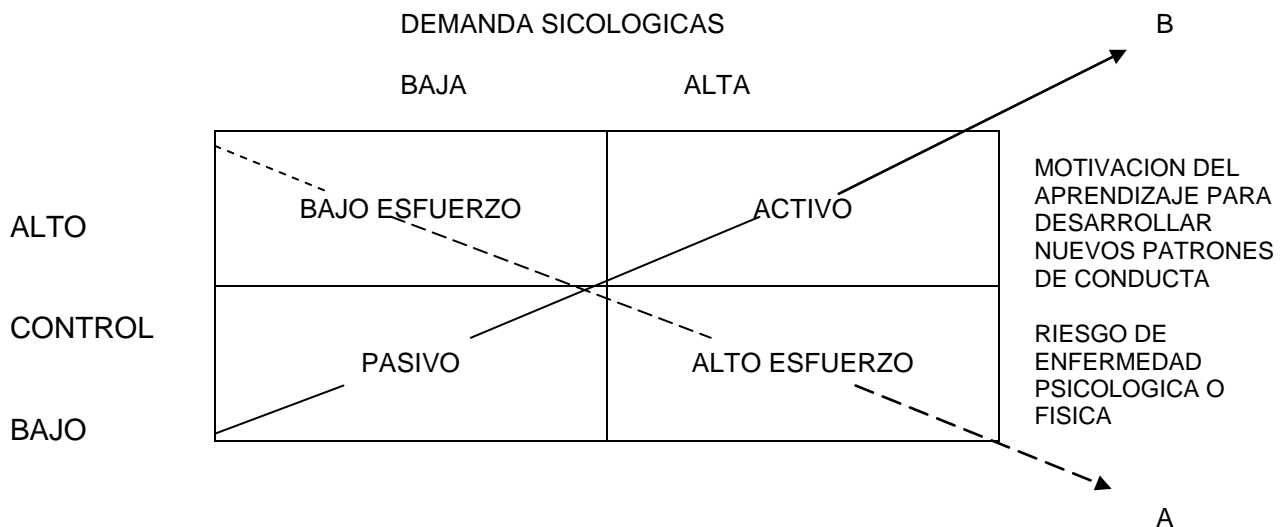 DEMANDA SICOLOGICAS
B
BAJA ALTA
MOTIVACION DEL
APRENDIZAJE PARA
DESARROLLAR
NUEVOS PATRONES
DE CONDUCTA
ALTO
BAJO ESFUERZO ACTIVO
CONTROL
RIESGO DE
ENFERMEDAD
PSICOLOGICA O
FISICA
PASIVO ALTO ESFUERZO
BAJO
A